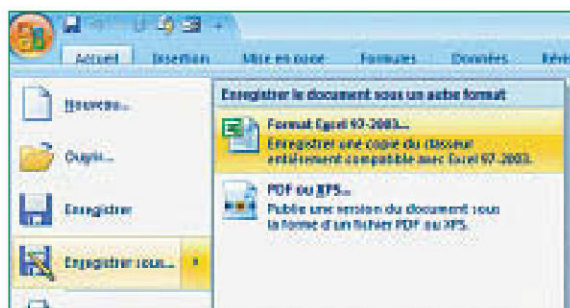 Accueil Insertion Mise en page Formules Données
Nouveau...
Ouvrir...
Enregistrer
Enregistrer sous...
Enregistrer le document sous un autre format
Format Excel 97-2003...
Enregistrer une copie du classeur
entièrement compatible avec Excel 97-2003.
PDF ou XPS...
Publie une version du document sous
la forme d'un fichier PDF ou XPS.